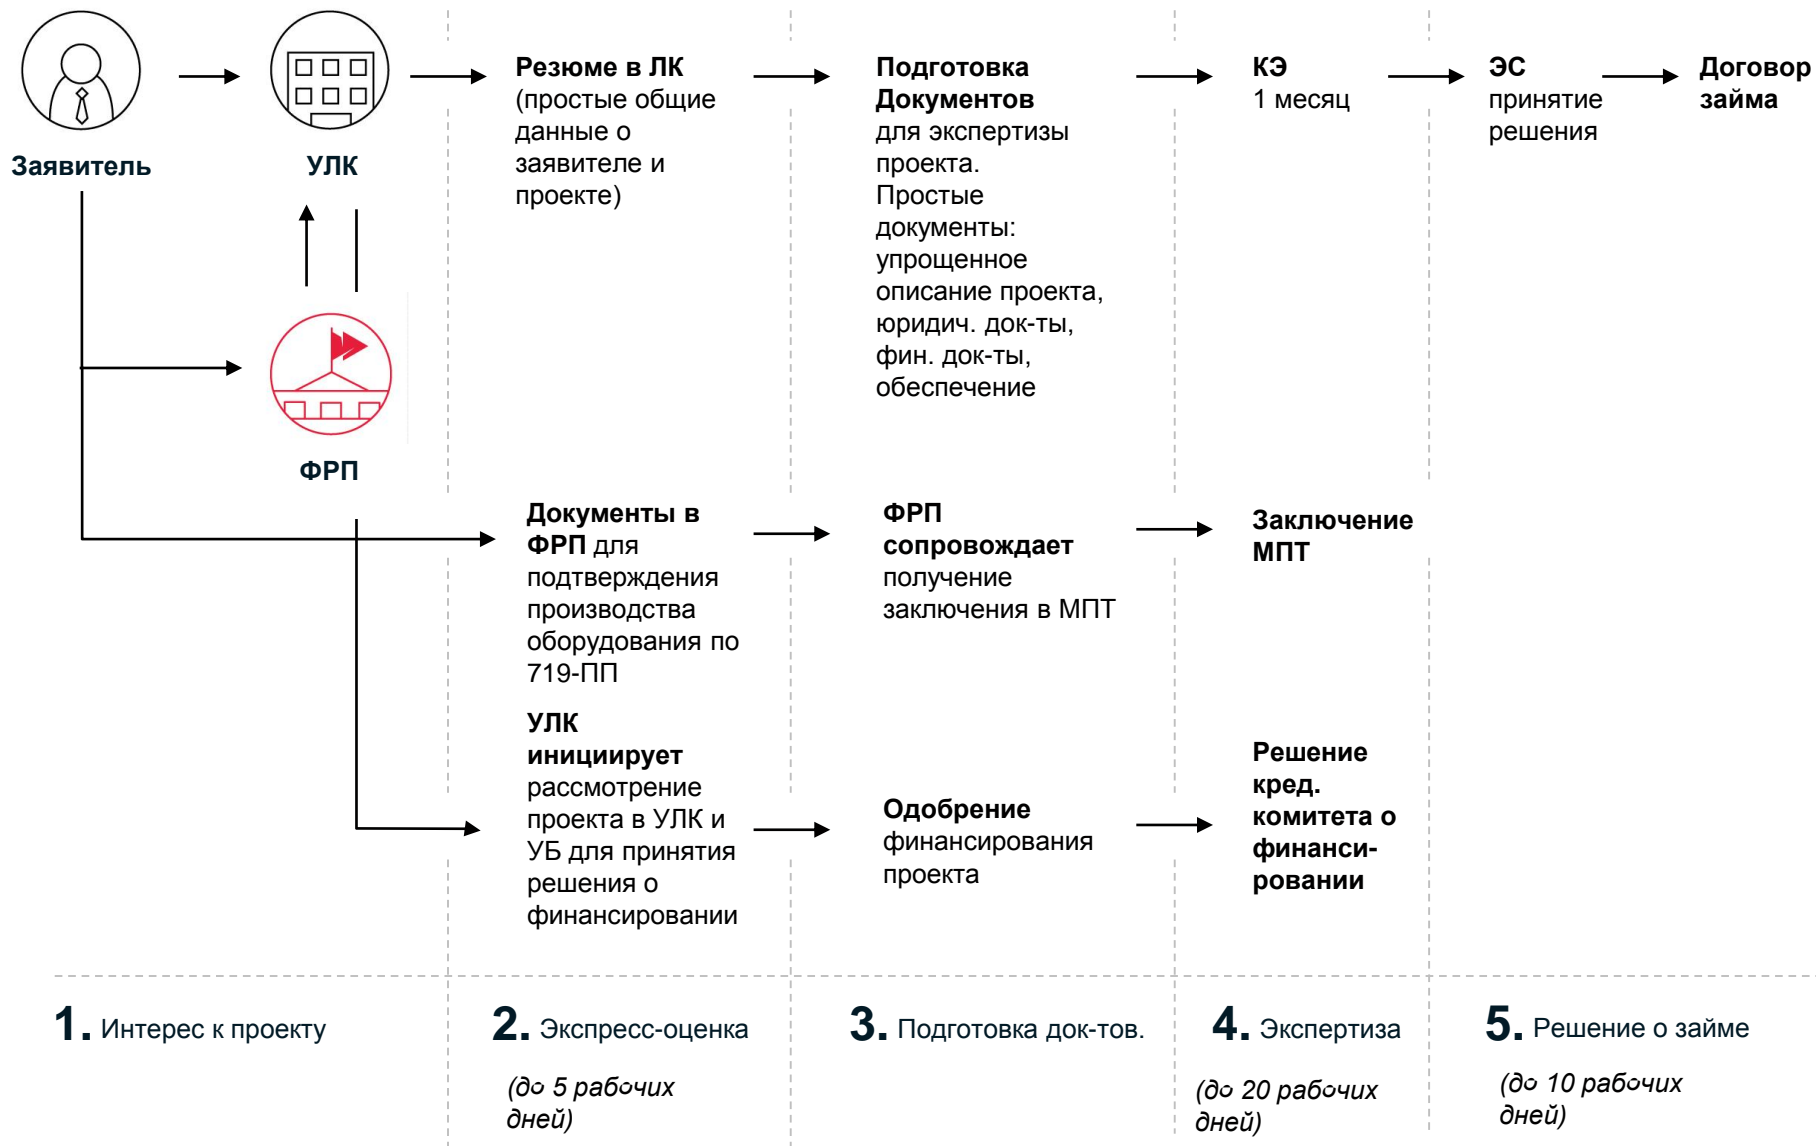 Заявитель
УЛК
ФРП
Резюме в ЛК
(простые общие
данные о
заявителе и
проекте)
Подготовка
Документов
для экспертизы
проекта.
Простые
документы:
упрощенное
описание проекта,
юридич. док-ты,
фин. док-ты,
обеспечение
КЭ
1 месяц
ЭС
принятие
решения
Договор
займа
Документы в
ФРП для
подтверждения
производства
оборудования по
719-ПП
ФРП
сопровождает
получение
заключения в МПТ
Заключение
МПТ
УЛК
инициирует
рассмотрение
проекта в УЛК и
УБ для принятия
решения о
финансировании
Одобрение
финансирования
проекта
Решение
кред.
комитета о
финанси-
ровании
1. Интерес к проекту
2. Экспресс-оценка
(до 5 рабочих
дней)
3. Подготовка док-тов.
4. Экспертиза
(до 20 рабочих
дней)
5. Решение о займе
(до 10 рабочих
дней)